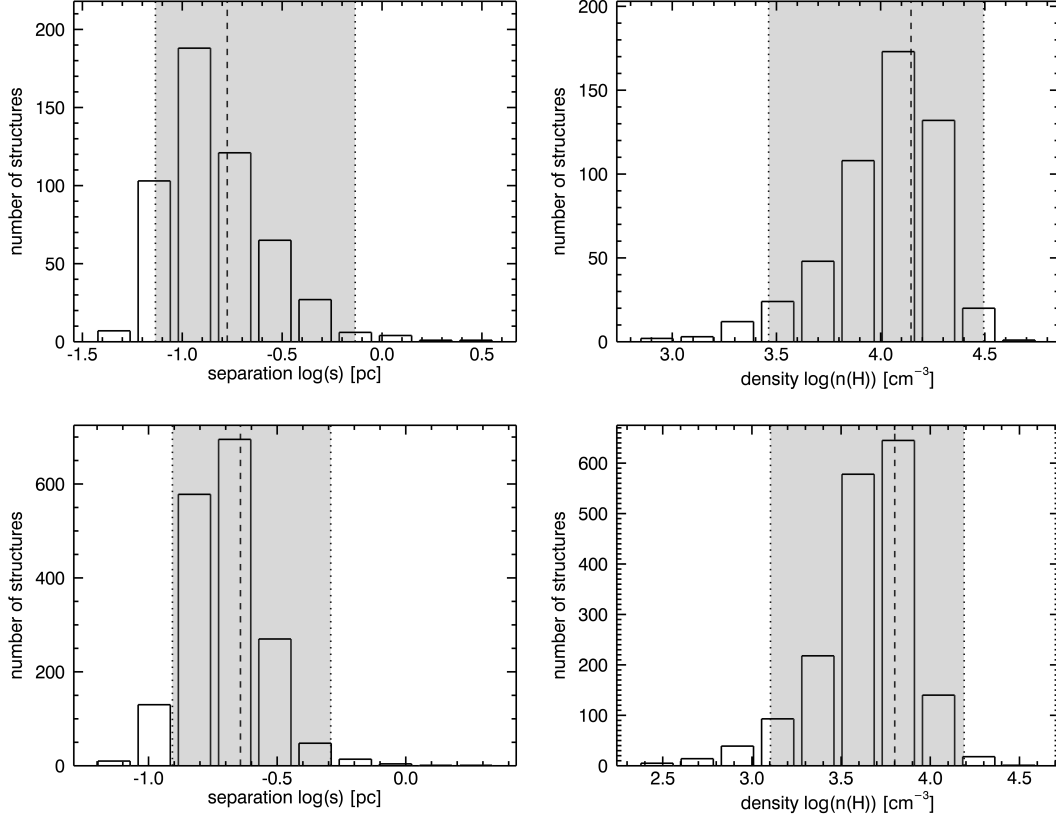 number of structures
200
150
100
50
0
-1.5 -1.0 -0.5 0.0 0.5
separation log(s) [pc]
number of structures
200
150
100
50
0
3.0 3.5 4.0 4.5
density log(n(H)) [cm⁻³]
number of structures
600
400
200
0
-1.0 -0.5 0.0
separation log(s) [pc]
number of structures
600
500
400
300
200
100
0
2.5 3.0 3.5 4.0 4.5
density log(n(H)) [cm⁻³]